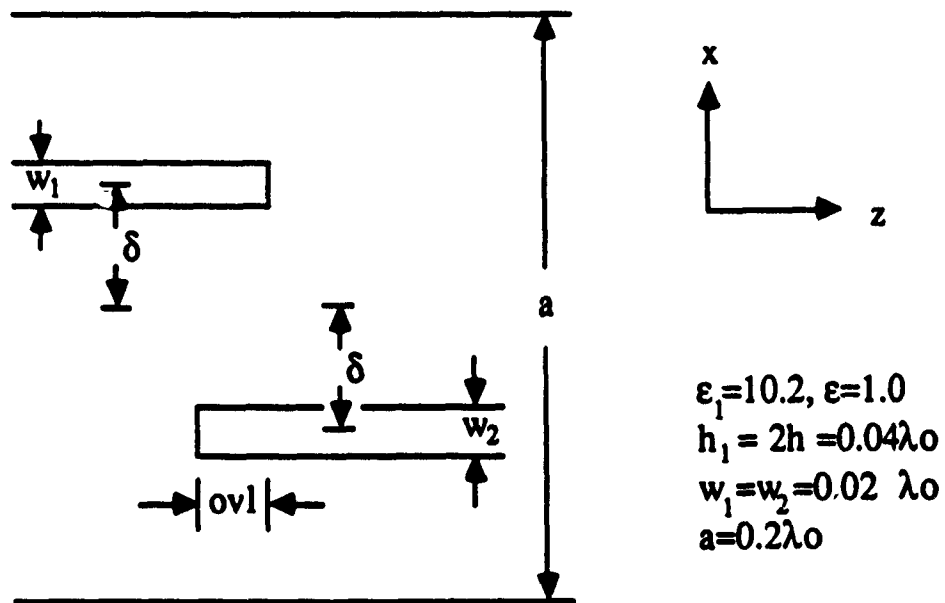 x
w₁
z
δ
a
δ
w₂
ovl
ε₁=10.2, ε=1.0
h₁ = 2h =0.04λo
w₁=w₂=0.02 λo
a=0.2λo